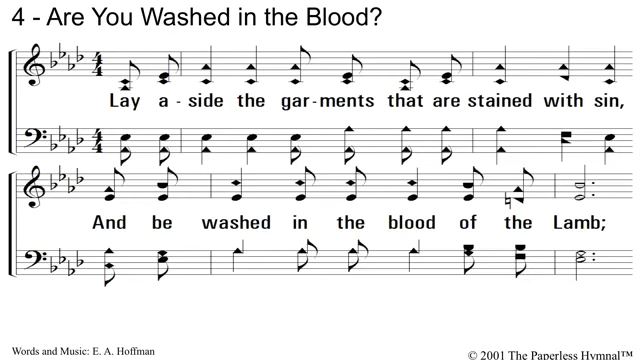 4 - Are You Washed in the Blood?
Lay a - side the gar - ments that are stained with sin,
And be washed in the blood of the Lamb;
Words and Music: E. A. Hoffman
© 2001 The Paperless Hymnal™